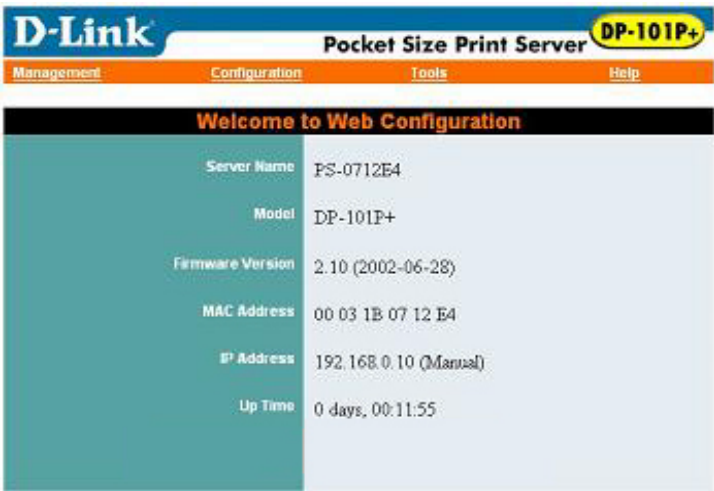 D-Link
Pocket Size Print Server DP-101P+
Management Configuration Tools Help
Welcome to Web Configuration
Server Name PS-0712E4
Model DP-101P+
Firmware Version 2.10 (2002-06-28)
MAC Address 00 03 1B 07 12 E4
IP Address 192.168.0.10 (Manual)
Up Time 0 days, 00:11:55